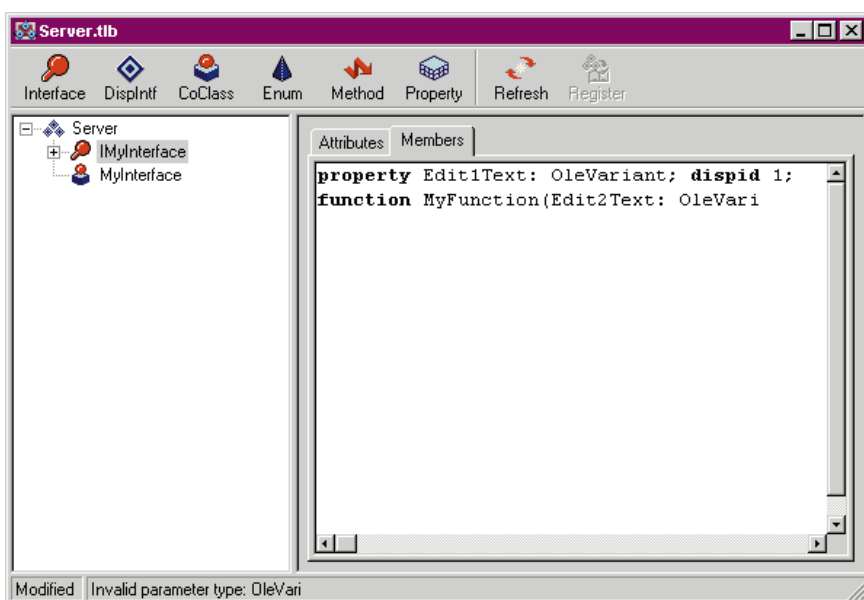 Server.tlb
Interface DispIntf CoClass Enum Method Property Refresh Register
Server
IMyInterface
MyInterface
Attributes Members
property Edit1Text: OleVariant; dispid 1;
function MyFunction(Edit2Text: OleVari
Modified Invalid parameter type: OleVari